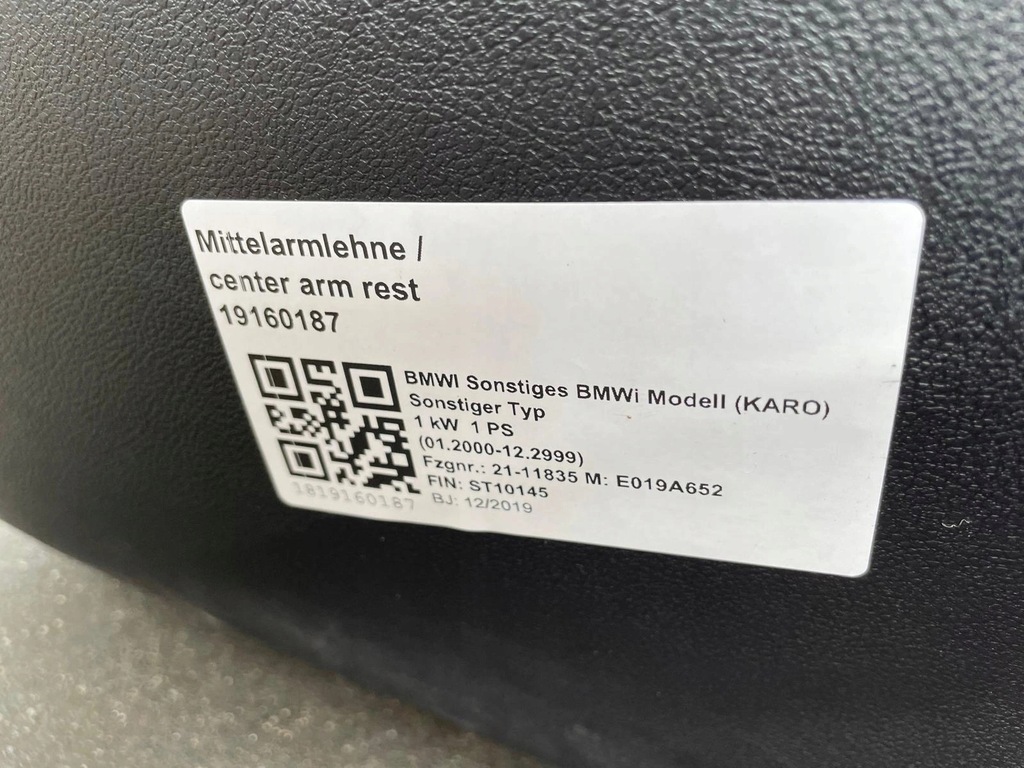 Mittelarmlehne /
center arm rest
19160187
BMWI Sonstiges BMWi Modell (KARO)
Sonstiger Typ
1 kW 1 PS
(01.2000-12.2999)
Fzgnr.: 21-11835 M: E019A652
FIN: ST10145
BJ: 12/2019
1819160187